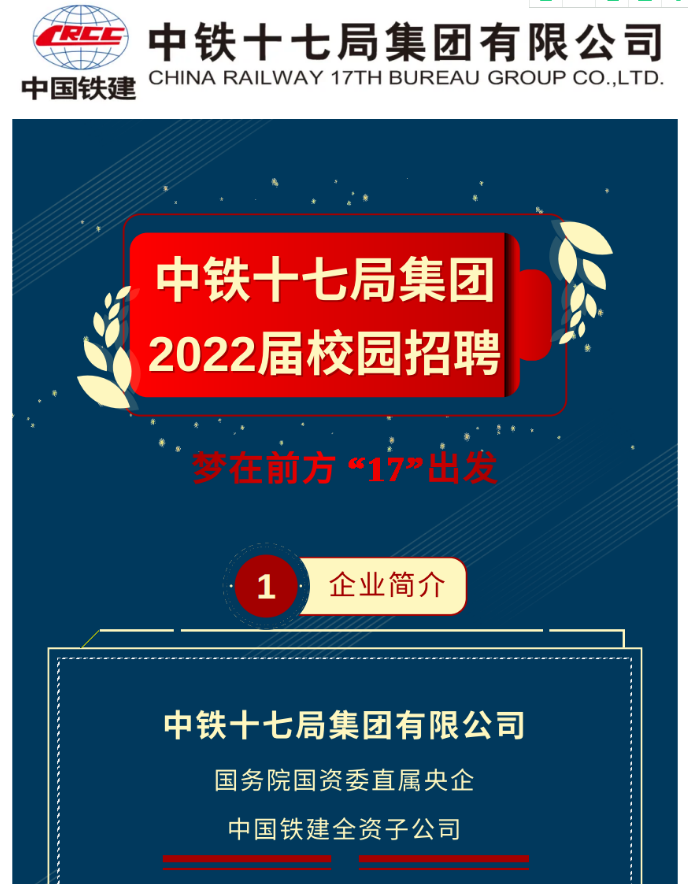 CRCC
中国铁建
中铁十七局集团有限公司
CHINA RAILWAY 17TH BUREAU GROUP CO.,LTD.
中铁十七局集团
2022届校园招聘
梦在前方 “17”出发
1 企业简介
中铁十七局集团有限公司
国务院国资委直属央企
中国铁建全资子公司